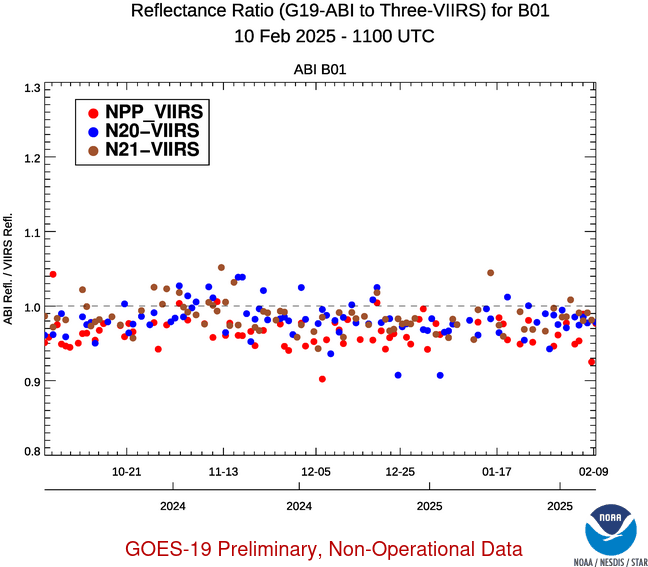 Reflectance Ratio (G19-ABI to Three-VIIRS) for B01
10 Feb 2025 - 1100 UTC
ABI B01
ABI Refl. / VIIRS Refl.
1.3
1.2
1.1
1.0
0.9
0.8
NPP_VIIRS
N20-VIIRS
N21-VIIRS
10-21 11-13 12-05 12-25 01-17 02-09
2024 2024 2025 2025
NOAA
GOES-19 Preliminary, Non-Operational Data
NOAA / NESDIS / STAR